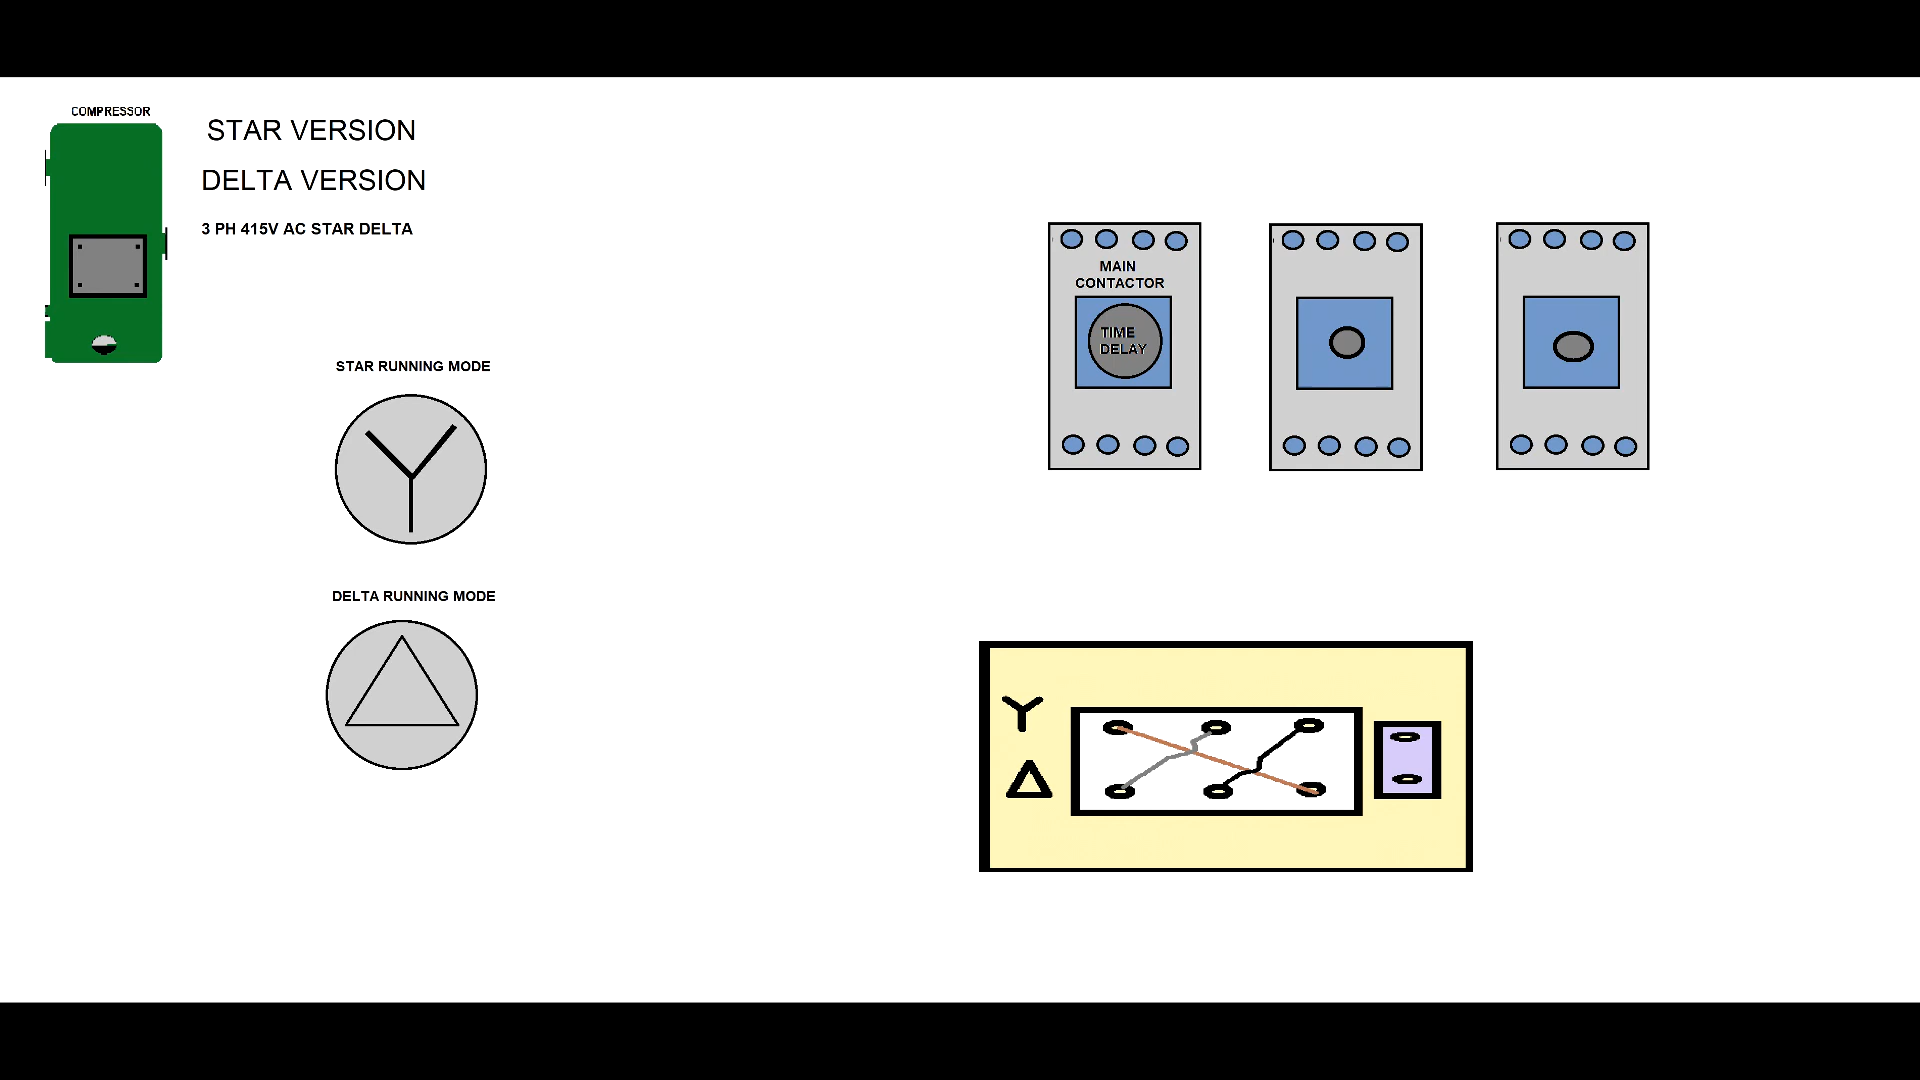 COMPRESSOR
STAR VERSION
DELTA VERSION
3 PH 415V AC STAR DELTA
MAIN
CONTACTOR
TIME
DELAY
STAR RUNNING MODE
DELTA RUNNING MODE